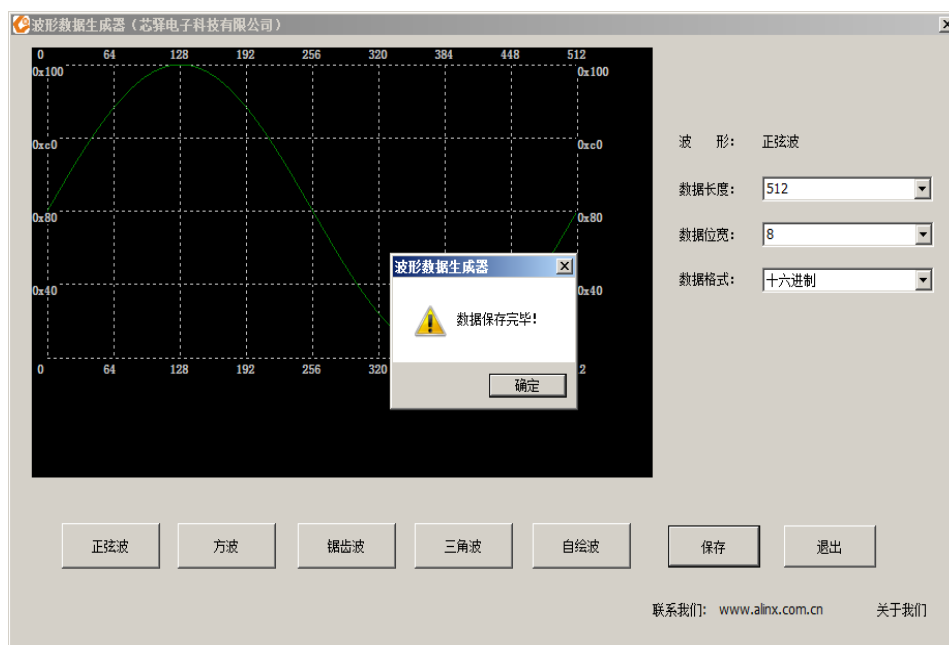 波形数据生成器（芯驿电子科技有限公司）
0 64 128 192 256 320 384 448 512
0x100 0x100
0xc0 0xc0
0x80 0x80
0x40 0x40
0 64 128 192 256 320 2
波形数据生成器
数据保存完毕!
确定
波 形: 正弦波
数据长度: 512
数据位宽: 8
数据格式: 十六进制
正弦波 方波 锯齿波 三角波 自绘波 保存 退出
联系我们: www.alinx.com.cn 关于我们